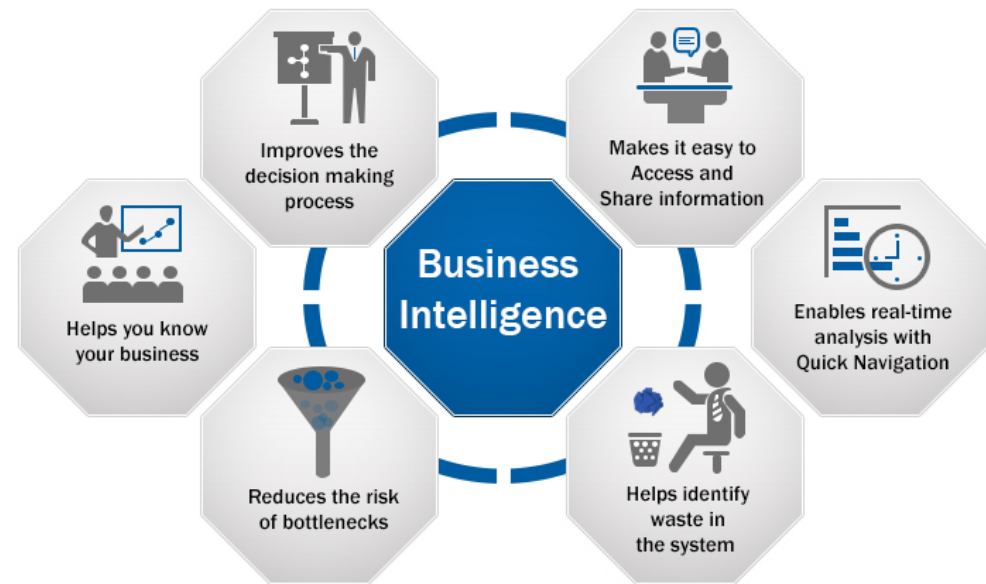 Improves the
decision making
process
Makes it easy to
Access and
Share information
Helps you know
your business
Business
Intelligence
Enables real-time
analysis with
Quick Navigation
Reduces the risk
of bottlenecks
Helps identify
waste in
the system